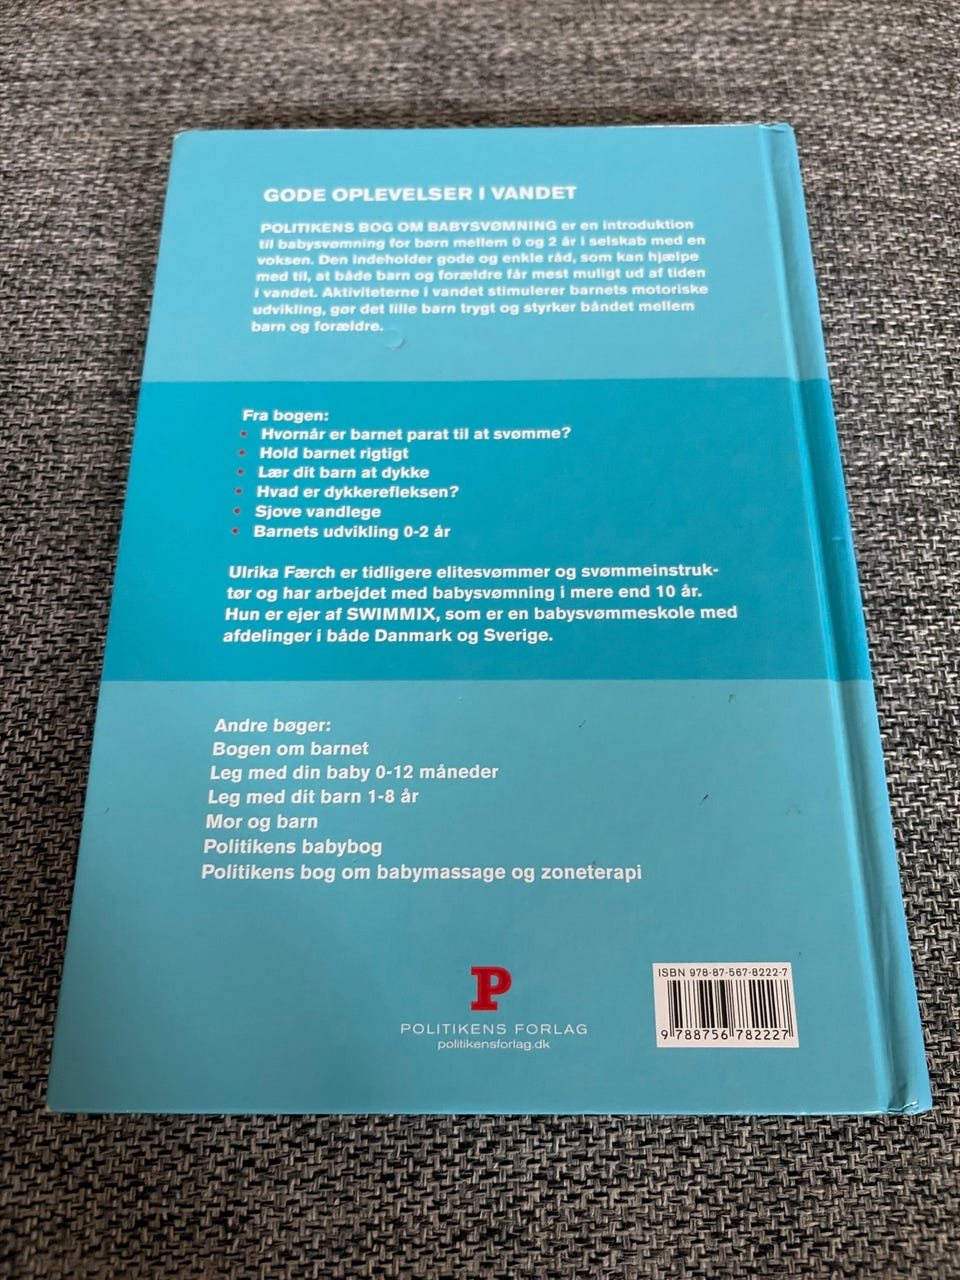 GODE OPLEVELSER I VANDET
POLITIKENS BOG OM BABYSVØMNING er en introduktion
til babysvømning for børn mellem 0 og 2 år i selskab med en
voksen. Den indeholder gode og enkle råd, som kan hjælpe
med til, at både barn og forældre får mest muligt ud af tiden
i vandet. Aktiviteterne i vandet stimulerer barnets motoriske
udvikling, gør det lille barn trygt og styrker båndet mellem
barn og forældre.
Fra bogen:
• Hvornår er barnet parat til at svømme?
• Hold barnet rigtigt
• Lær dit barn at dykke
• Hvad er dykkerefleksen?
• Sjove vandlege
• Barnets udvikling 0-2 år
Ulrika Færch er tidligere elitesvømmer og svømmeinstruk-
tør og har arbejdet med babysvømning i mere end 10 år.
Hun er ejer af SWIMMIX, som er en babysvømmeskole med
afdelinger i både Danmark og Sverige.
Andre bøger:
Bogen om barnet
Leg med din baby 0-12 måneder
Leg med dit barn 1-8 år
Mor og barn
Politikens babybog
Politikens bog om babymassage og zoneterapi
P
POLITIKENS FORLAG
politikensforlag.dk
ISBN 978-87-567-8222-7
9 788756 782227